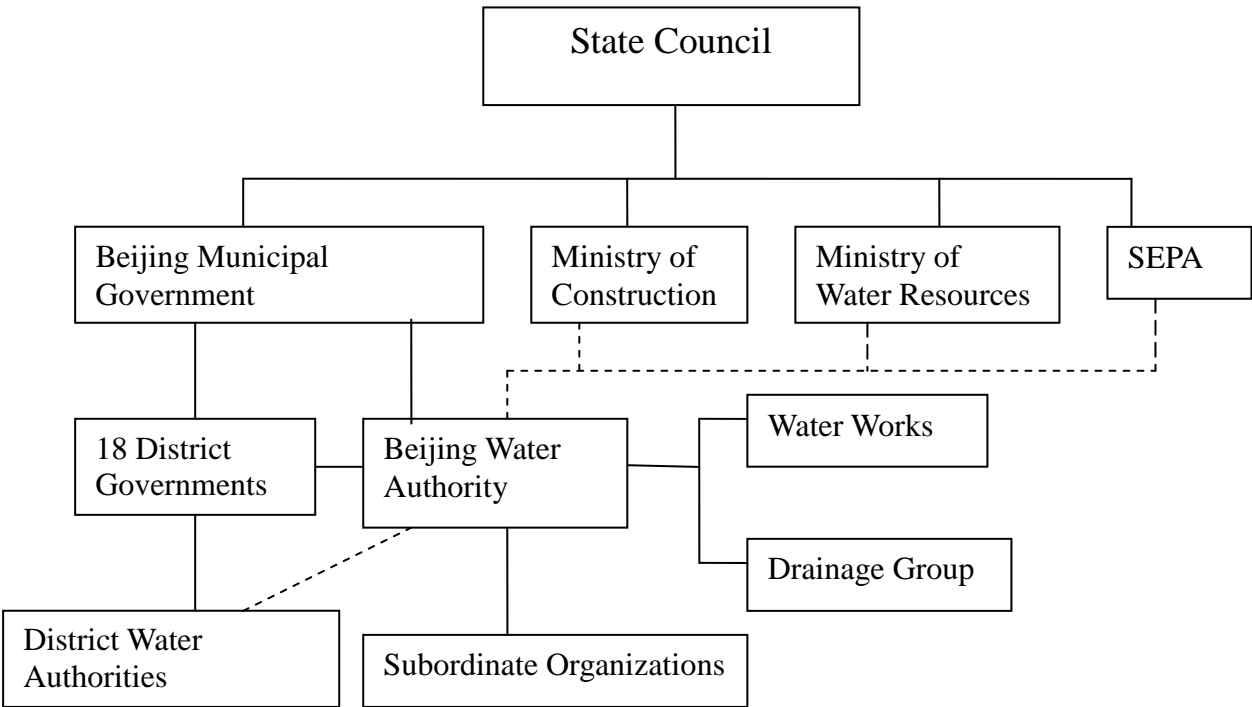 State Council
Beijing Municipal
Government
Ministry of
Construction
Ministry of
Water Resources
SEPA
18 District
Governments
Beijing Water
Authority
Water Works
Drainage Group
District Water
Authorities
Subordinate Organizations